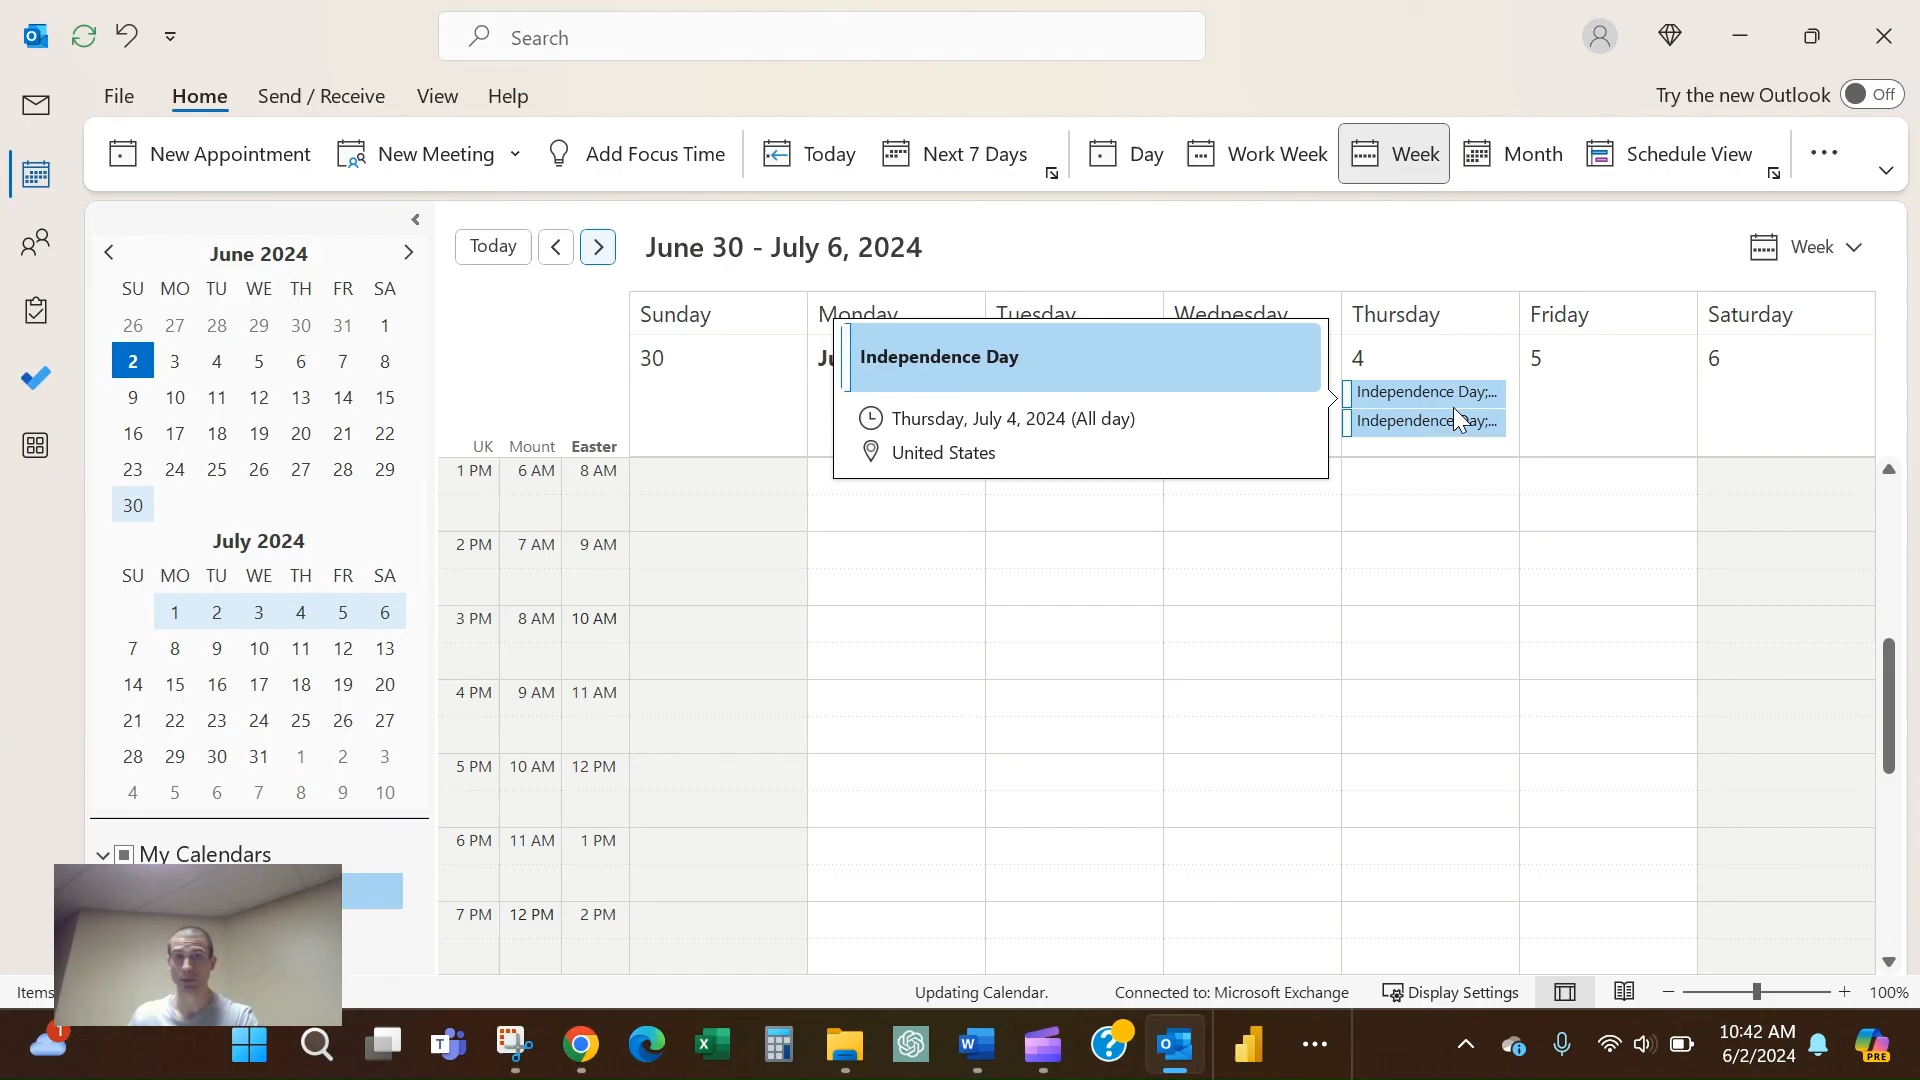 Search
File Home Send / Receive View Help
Try the new Outlook Off
New Appointment New Meeting Add Focus Time Today Next 7 Days Day Work Week Week Month Schedule View
June 2024
SU MO TU WE TH FR SA
26 27 28 29 30 31 1
2 3 4 5 6 7 8
9 10 11 12 13 14 15
16 17 18 19 20 21 22
23 24 25 26 27 28 29
30
July 2024
SU MO TU WE TH FR SA
1 2 3 4 5 6
7 8 9 10 11 12 13
14 15 16 17 18 19 20
21 22 23 24 25 26 27
28 29 30 31 1 2 3
4 5 6 7 8 9 10
My Calendars
Today June 30 - July 6, 2024 Week
Sunday Monday Tuesday Wednesday Thursday Friday Saturday
30 4 5 6
Independence Day
Thursday, July 4, 2024 (All day)
United States
Independence Day;...
Independence Day;...
UK Mount Easter
1 PM 6 AM 8 AM
2 PM 7 AM 9 AM
3 PM 8 AM 10 AM
4 PM 9 AM 11 AM
5 PM 10 AM 12 PM
6 PM 11 AM 1 PM
7 PM 12 PM 2 PM
Items Updating Calendar. Connected to: Microsoft Exchange Display Settings 100%
1 10:42 AM
6/2/2024
PRE